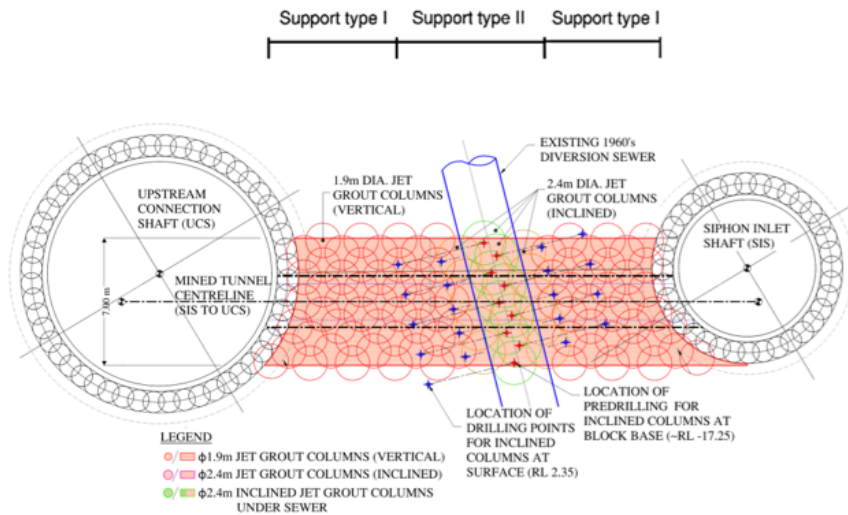 Support type I
Support type II
Support type I
EXISTING 1960's
DIVERSION SEWER
1.9m DIA. JET
GROUT COLUMNS
(VERTICAL)
2.4m DIA. JET
GROUT COLUMNS
(INCLINED)
UPSTREAM
CONNECTION
SHAFT (UCS)
SIPHON INLET
SHAFT (SIS)
MINED TUNNEL
CENTRELINE
(SIS TO UCS)
7.00 m
LOCATION OF
DRILLING POINTS
FOR INCLINED
COLUMNS AT
SURFACE (RL 2.35)
LOCATION OF
PREDRILLING FOR
INCLINED COLUMNS AT
BLOCK BASE (~RL -17.25)
LEGEND
ϕ1.9m JET GROUT COLUMNS (VERTICAL)
ϕ2.4m JET GROUT COLUMNS (INCLINED)
ϕ2.4m INCLINED JET GROUT COLUMNS
UNDER SEWER